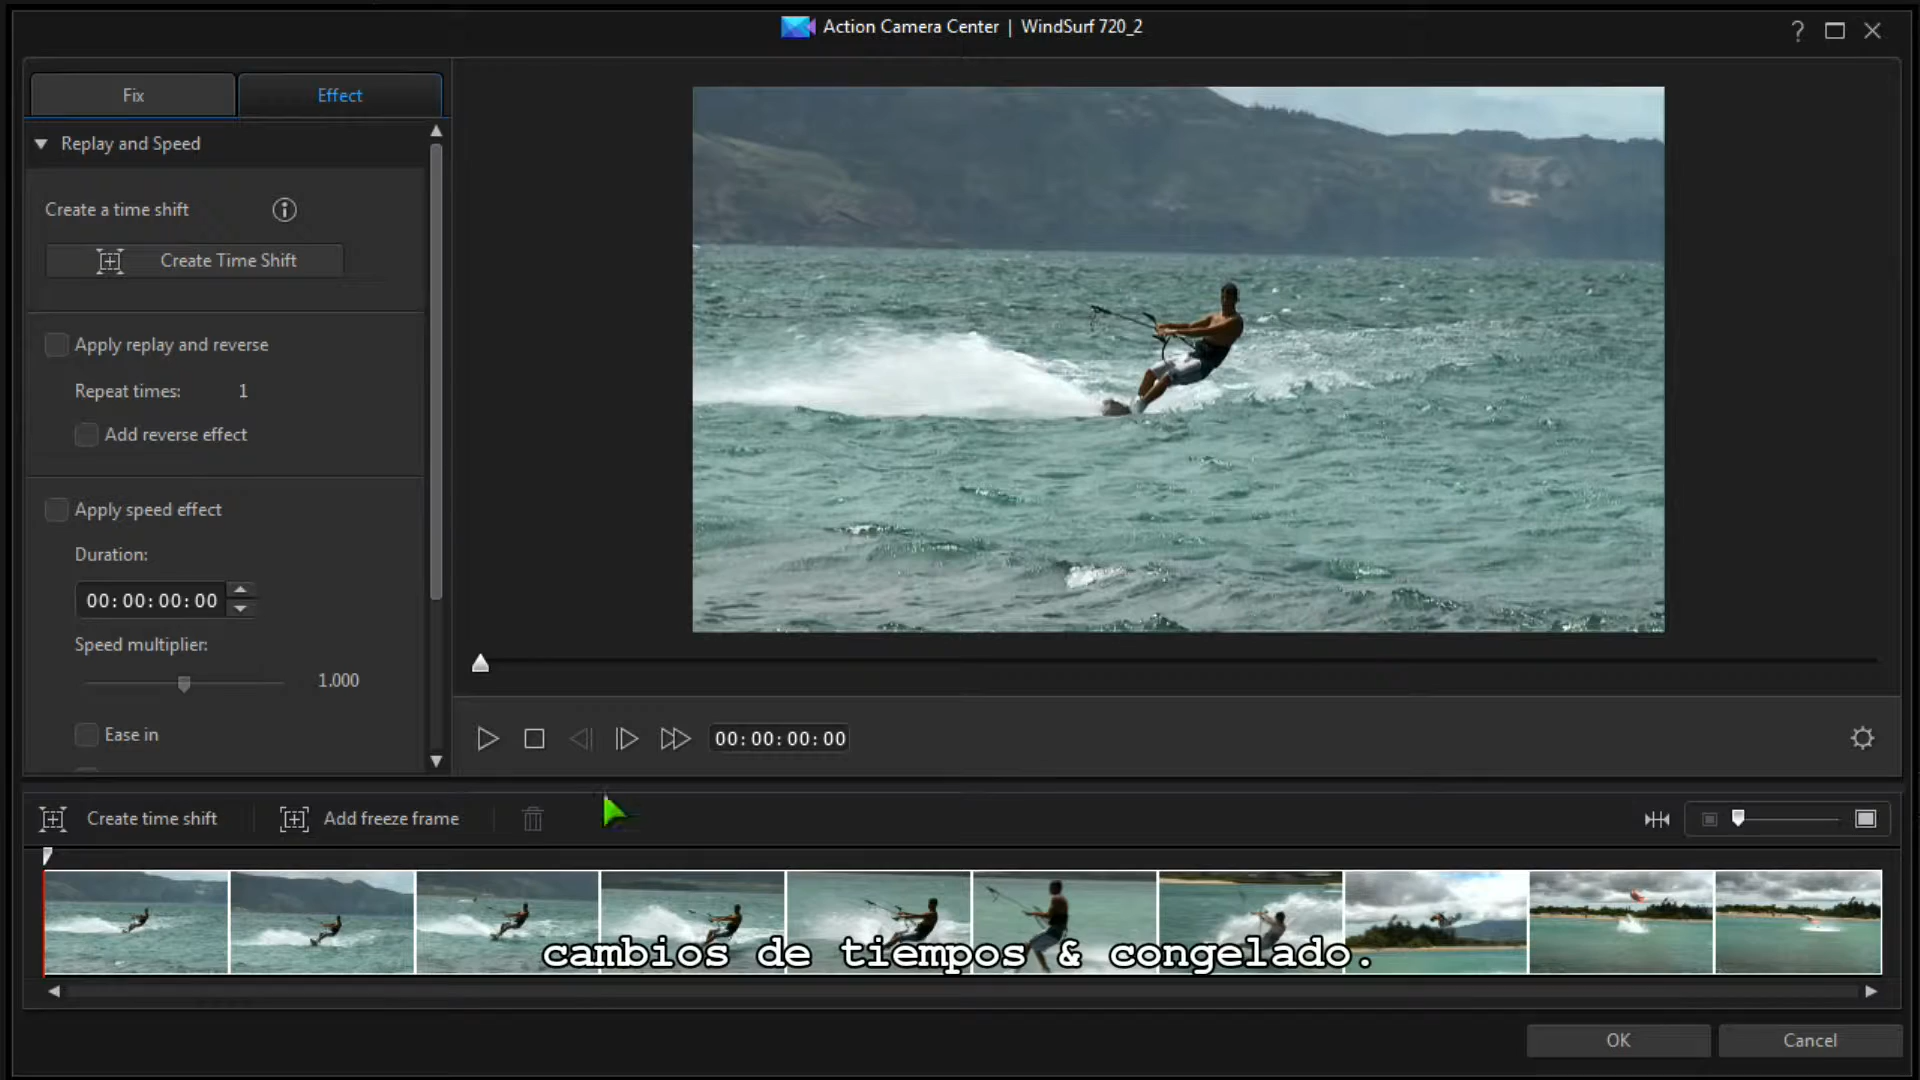 Action Camera Center | WindSurf 720_2
?
Fix
Effect
Replay and Speed
Create a time shift
Create Time Shift
Apply replay and reverse
Repeat times: 1
Add reverse effect
Apply speed effect
Duration:
00:00:00:00
Speed multiplier:
1.000
Ease in
00:00:00:00
Create time shift
Add freeze frame
cambios de tiempos & congelado.
OK
Cancel